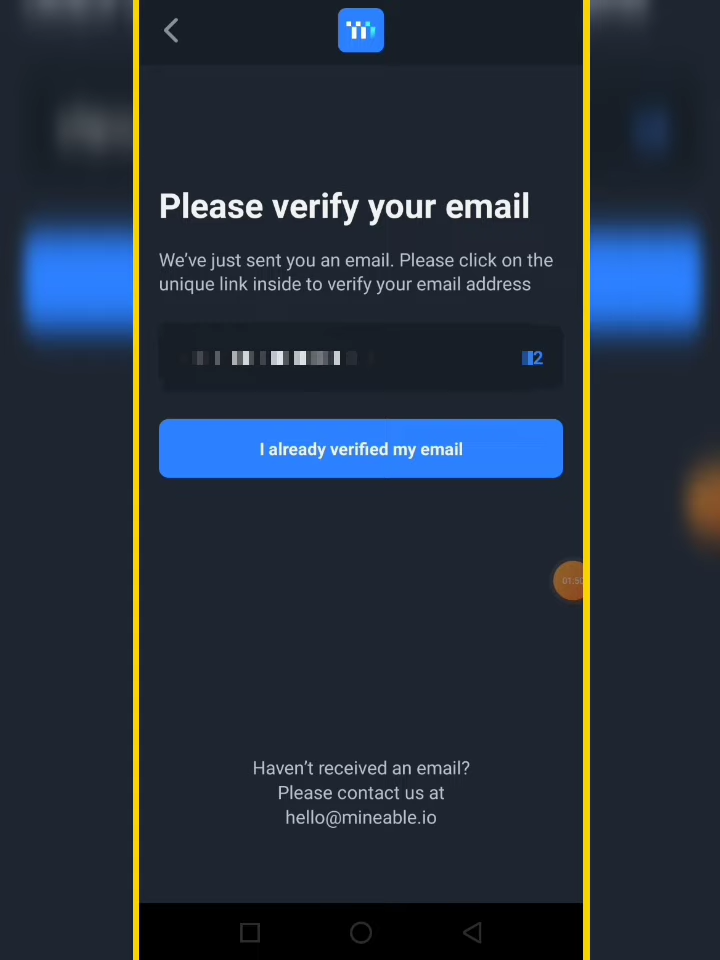 Please verify your email
We've just sent you an email. Please click on the
unique link inside to verify your email address
I already verified my email
01:50
Haven't received an email?
Please contact us at
hello@mineable.io